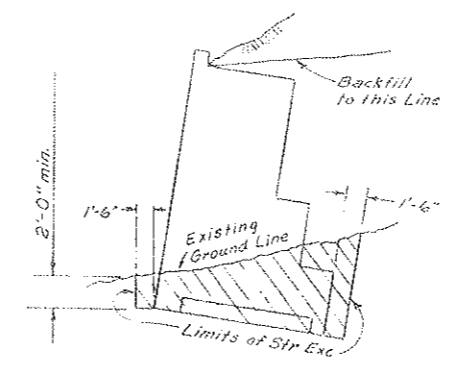 Backfill
to this Line
2'-0" min.
1'-6"
1'-6"
Existing
Ground Line
Limits of Str Exc